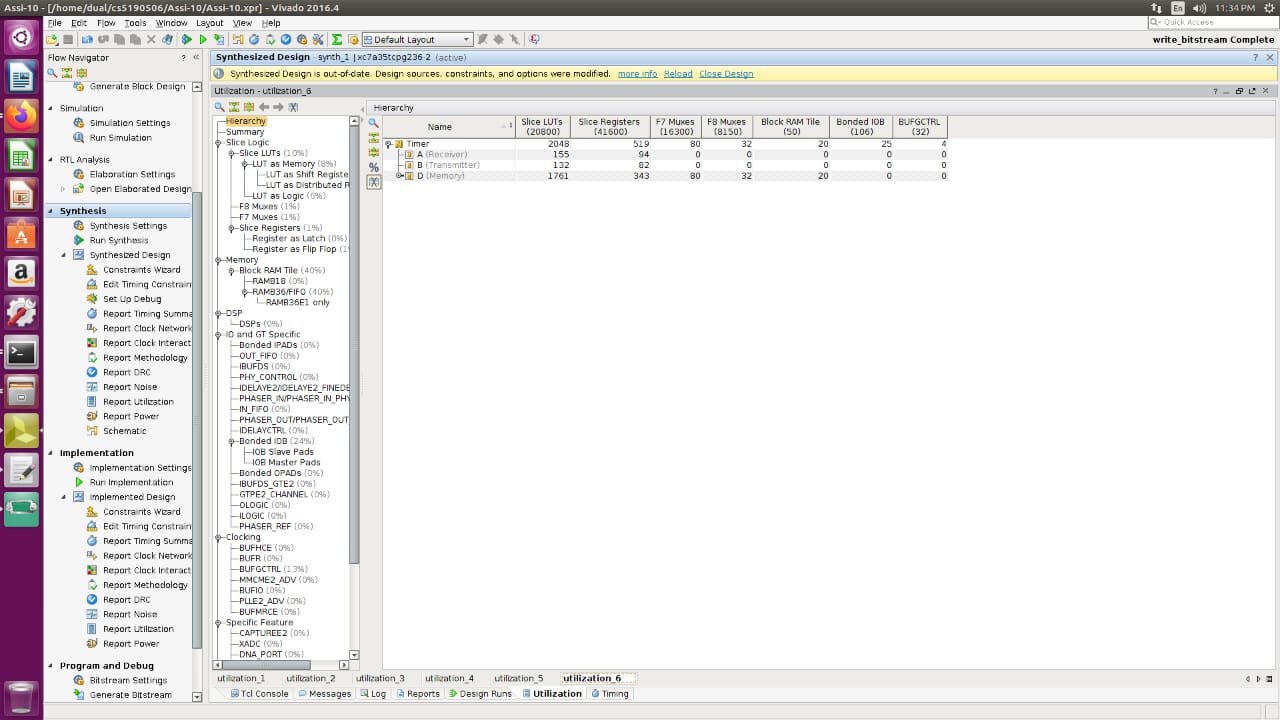 Assi-10 - [/home/dual/cs5190506/Assi-10/Assi-10.xpr] - Vivado 2016.4
En
11:34 PM
File Edit Flow Tools Window Layout View Help
Quick Access
Default Layout
write_bitstream Complete
Flow Navigator
Generate Block Design
Simulation
Simulation Settings
Run Simulation
RTL Analysis
Elaboration Settings
Open Elaborated Design
Synthesis
Synthesis Settings
Run Synthesis
Synthesized Design
Constraints Wizard
Edit Timing Constrain
Set Up Debug
Report Timing Summa
Report Clock Network
Report Clock Interact
Report Methodology
Report DRC
Report Noise
Report Utilization
Report Power
Schematic
Implementation
Implementation Settings
Run Implementation
Implemented Design
Constraints Wizard
Edit Timing Constrain
Report Timing Summa
Report Clock Network
Report Clock Interact
Report Methodology
Report DRC
Report Noise
Report Utilization
Report Power
Program and Debug
Bitstream Settings
Generate Bitstream
Synthesized Design - synth_1 | xc7a35tcpg236-2 (active)
Synthesized Design is out-of-date. Design sources, constraints, and options were modified. more info Reload Close Design
Utilization - utilization_6
Hierarchy
Summary
Slice Logic
Slice LUTs (10%)
LUT as Memory (8%)
LUT as Shift Registe
LUT as Distributed R
LUT as Logic (6%)
F8 Muxes (1%)
F7 Muxes (1%)
Slice Registers (1%)
Register as Latch (0%)
Register as Flip Flop (1%
Memory
Block RAM Tile (40%)
RAMB18 (0%)
RAMB36/FIFO (40%)
RAMB36E1 only
DSP
DSPs (0%)
IO and GT Specific
Bonded IPADs (0%)
OUT_FIFO (0%)
IBUFDS (0%)
PHY_CONTROL (0%)
IDELAYE2/IDELAYE2_FINEDE
PHASER_IN/PHASER_IN_PHY
IN_FIFO (0%)
PHASER_OUT/PHASER_OUT_
IDELAYCTRL (0%)
Bonded IOB (24%)
IOB Slave Pads
IOB Master Pads
Bonded OPADs (0%)
IBUFDS_GTE2 (0%)
GTPE2_CHANNEL (0%)
OLOGIC (0%)
ILOGIC (0%)
PHASER_REF (0%)
Clocking
BUFHCE (0%)
BUFR (0%)
BUFGCTRL (13%)
MMCME2_ADV (0%)
BUFIO (0%)
PLLE2_ADV (0%)
BUFMRCE (0%)
Specific Feature
CAPTUREE2 (0%)
XADC (0%)
DNA_PORT (0%)
Hierarchy
Name 1 Slice LUTs (20800) Slice Registers (41600) F7 Muxes (16300) F8 Muxes (8150) Block RAM Tile (50) Bonded IOB (106) BUFGCTRL (32)
Timer 2048 519 80 32 20 25 4
A (Receiver) 155 94 0 0 0 0 0
B (Transmitter) 132 82 0 0 0 0 0
D (Memory) 1761 343 80 32 20 0 0
utilization_1 utilization_2 utilization_3 utilization_4 utilization_5 utilization_6
Tcl Console Messages Log Reports Design Runs Utilization Timing